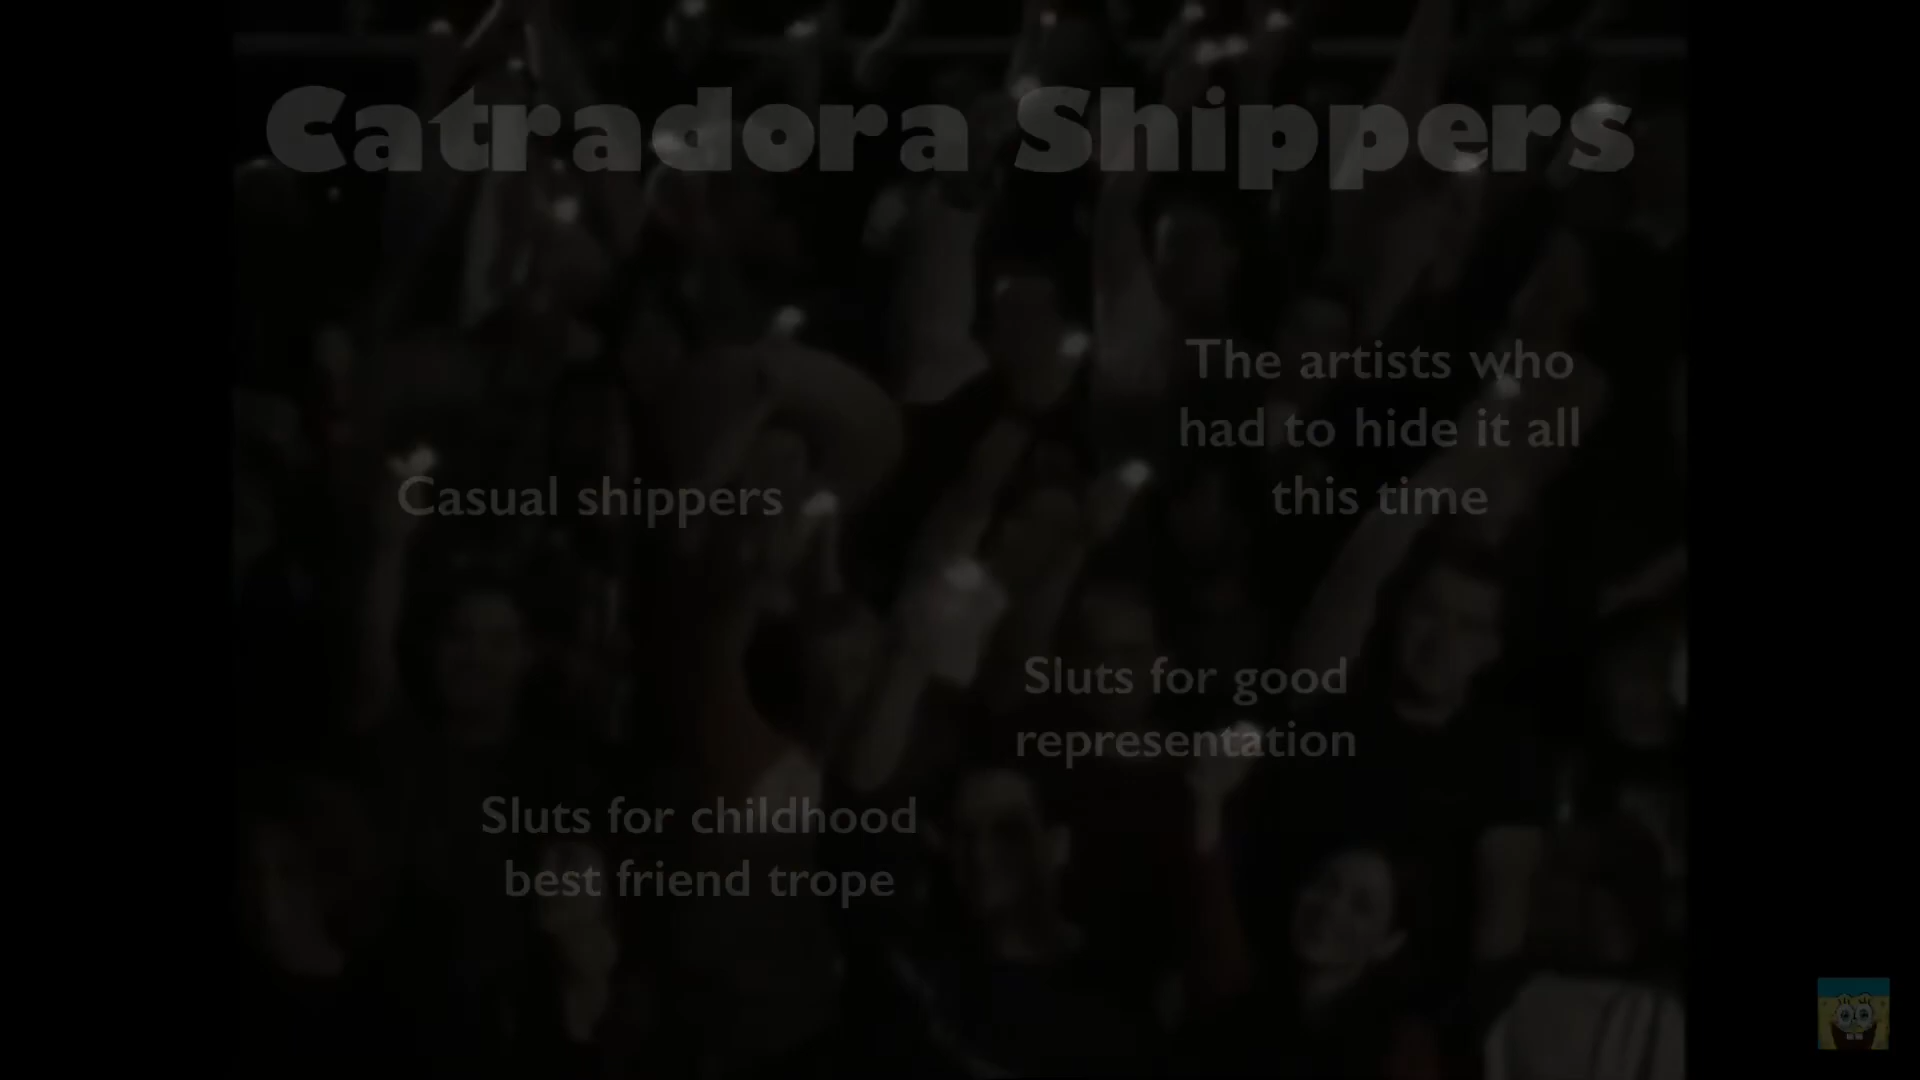 Catradora Shippers
The artists who
had to hide it all
this time
Casual shippers
Sluts for good
representation
Sluts for childhood
best friend trope